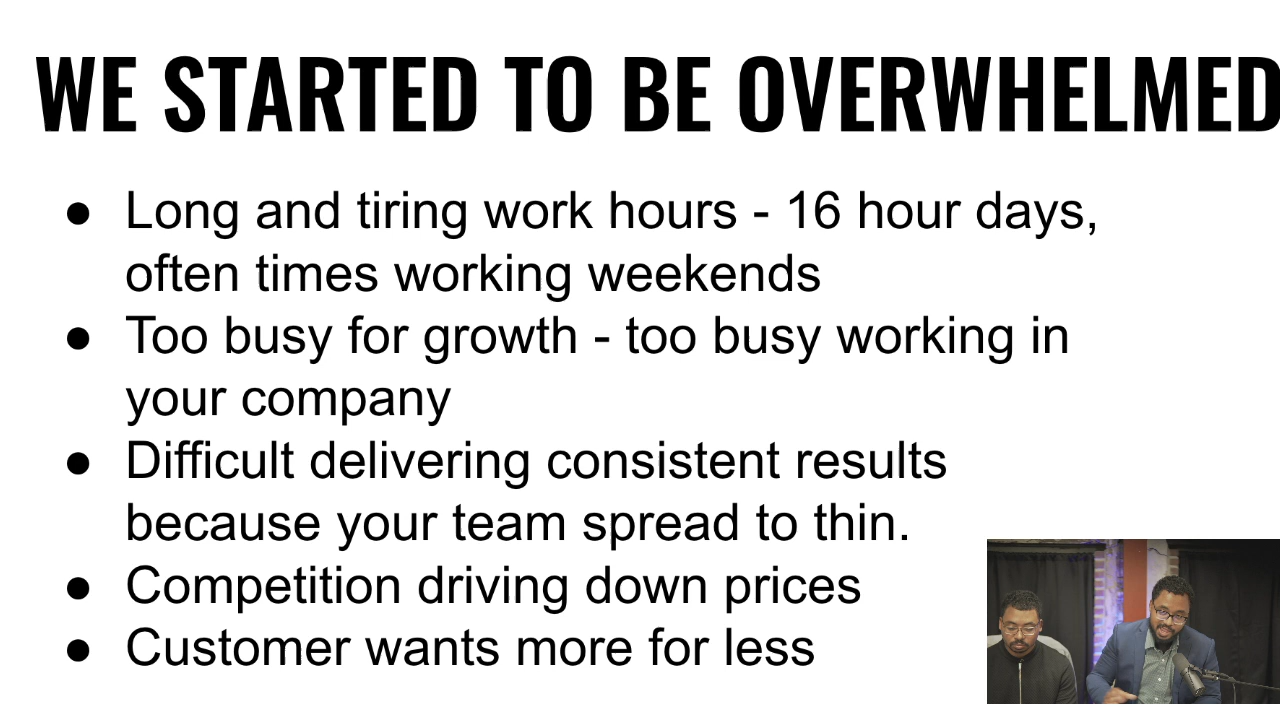 WE STARTED TO BE OVERWHELMED
● Long and tiring work hours - 16 hour days,
often times working weekends
● Too busy for growth - too busy working in
your company
● Difficult delivering consistent results
because your team spread to thin.
● Competition driving down prices
● Customer wants more for less